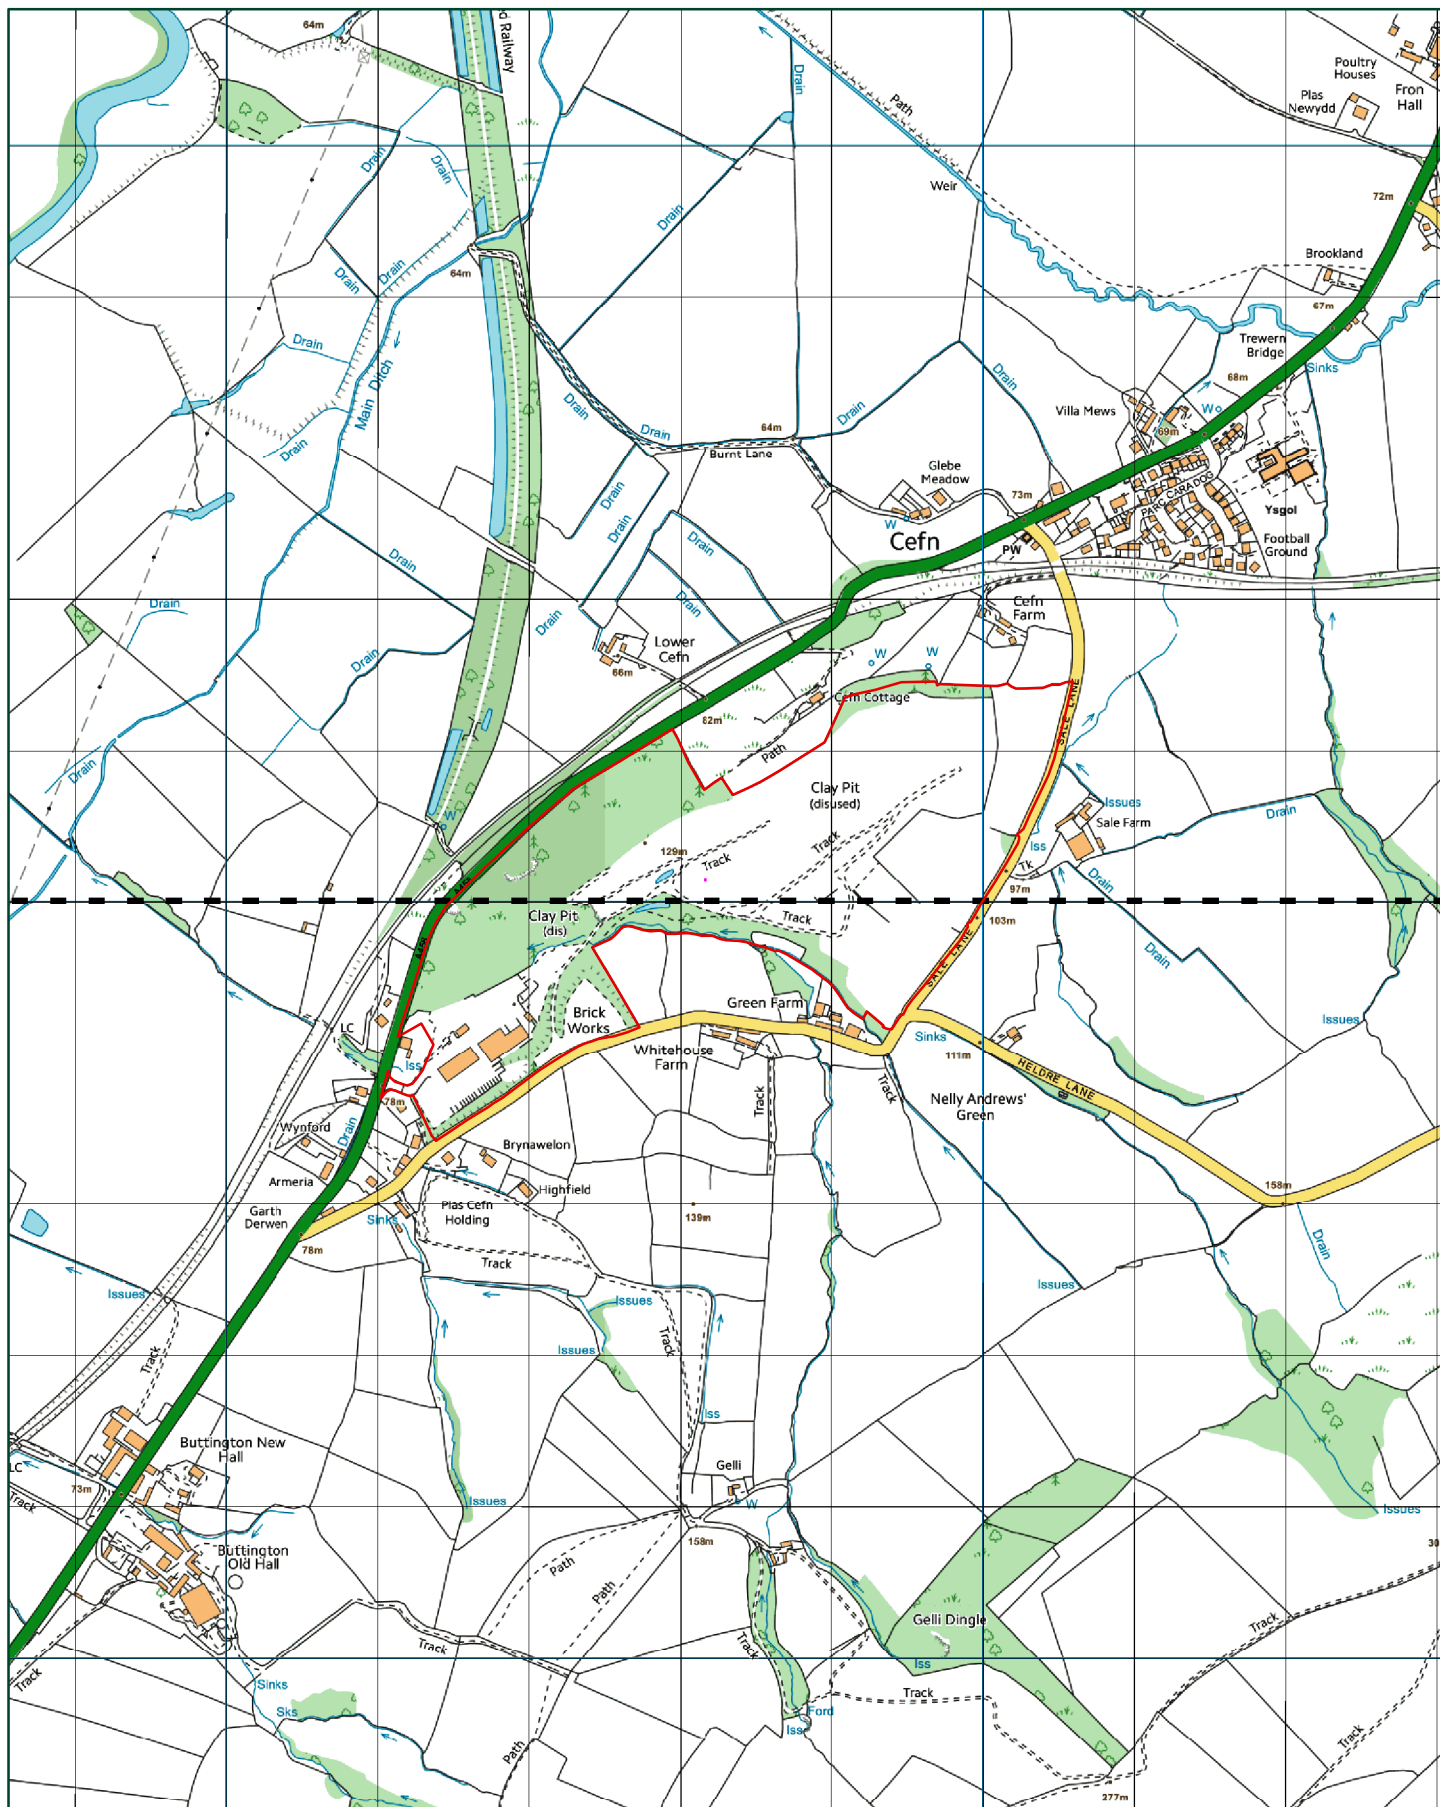 64m
d Railway
Drain
Path
Poultry
Houses
Plas
Newydd
Fron
Hall
Drain
Drain
Weir
72m
Drain
Drain
Drain
64m
Brookland
67m
Drain
Main Ditch
Trewern
Bridge
Sinks
Drain
68m
Drain
Villa Mews
W
69m
Drain
Drain
64m
Burnt Lane
Drain
Glebe
Meadow
73m
PARC CARADOG
Ysgol
Drain
Drain
W
Cefn
PW
Football
Ground
Drain
Drain
Drain
Drain
Drain
Cefn
Farm
Lower
Cefn
66m
W
W
Drain
Cefn Cottage
SALE LANE
82m
Path
Drain
Clay Pit
(disused)
Issues
Sale Farm
Drain
W
Track
129m
Track
Iss
Tk
Drain
97m
A458
Clay Pit
(dis)
Track
103m
A458
SALE LANE
Drain
LC
Brick
Works
Green Farm
Issues
Iss
Whitehouse
Farm
Sinks
111m
HELDRE LANE
78m
Track
Track
Nelly Andrews'
Green
Wynford
Drain
Brynawelon
Armeria
Highfield
158m
Garth
Derwen
Sinks
Plas Cefn
Holding
139m
78m
Drain
Track
Issues
Issues
Issues
Track
Track
Issues
Iss
Buttington New
Hall
LC
Gelli
73m
Track
Issues
W
Issues
158m
Buttington
Old Hall
30
Path
Path
Gelli Dingle
Track
Track
Track
Iss
Track
Sinks
Track
Sks
Ford
Iss
Path
Track
277m